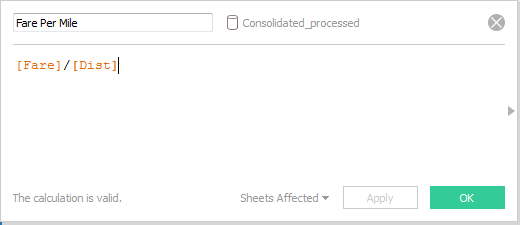 Fare Per Mile
Consolidated_processed
[Fare]/[Dist]
The calculation is valid.
Sheets Affected
Apply
OK